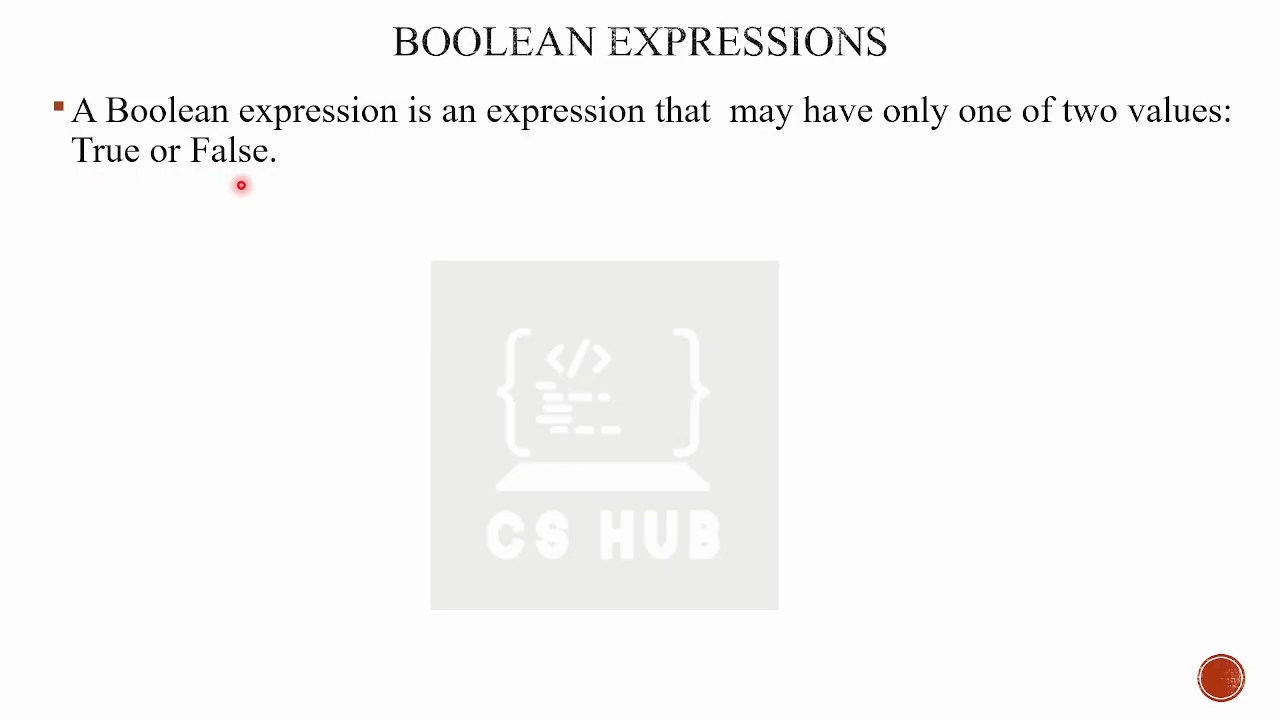 BOOLEAN EXPRESSIONS
▪ A Boolean expression is an expression that  may have only one of two values:
True or False.
</>
CS HUB